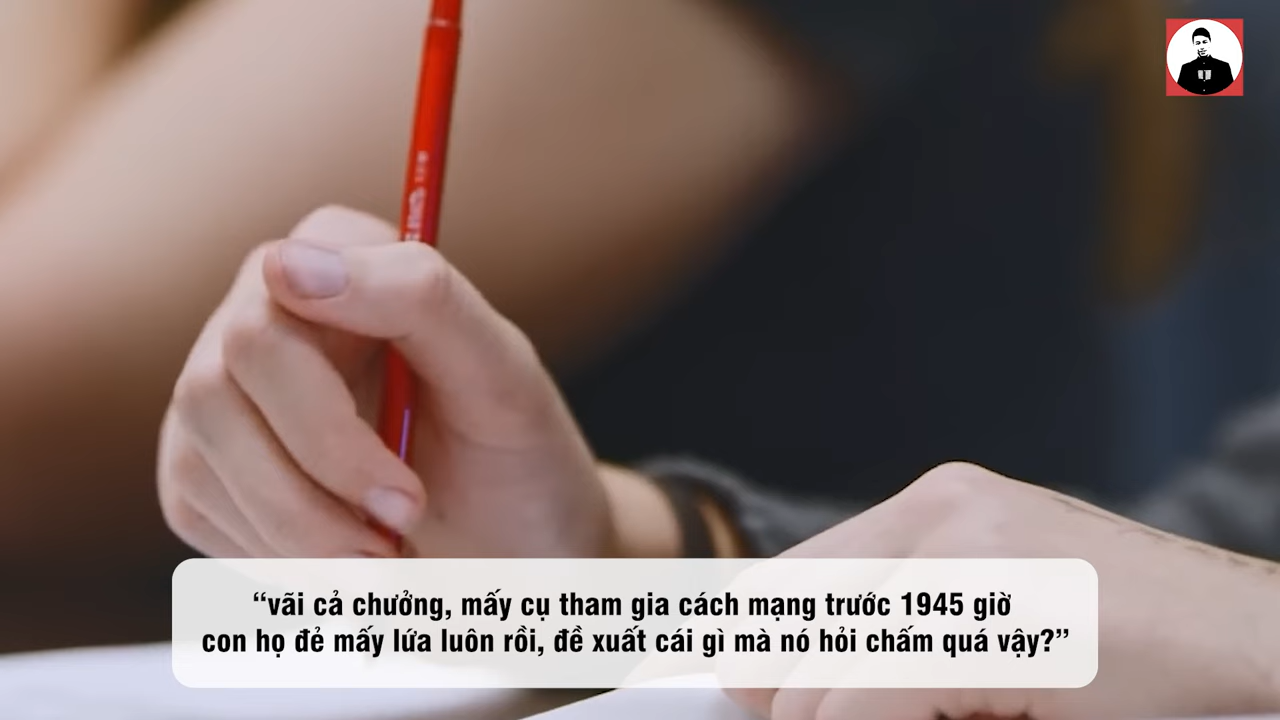 “vãi cả chưởng, mấy cụ tham gia cách mạng trước 1945 giờ
con họ đẻ mấy lứa luôn rồi, đề xuất cái gì mà nó hỏi chấm quá vậy?”